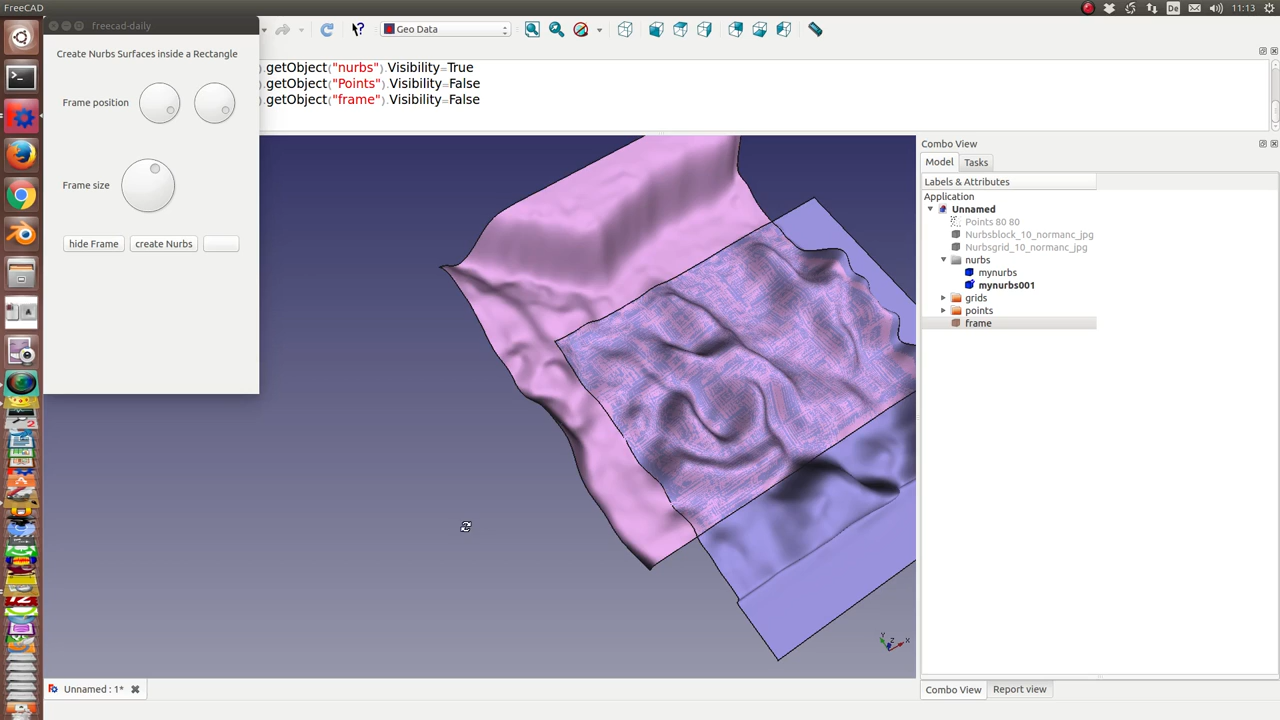 FreeCAD
De
11:13
freecad-daily
Geo Data
Create Nurbs Surfaces inside a Rectangle
Frame position
Frame size
hide Frame
create Nurbs
).getObject("nurbs").Visibility=True
).getObject("Points").Visibility=False
).getObject("frame").Visibility=False
Combo View
Model
Tasks
Labels & Attributes
Application
Unnamed
Points 80 80
Nurbsblock_10_normanc_jpg
Nurbsgrid_10_normanc_jpg
nurbs
mynurbs
mynurbs001
grids
points
frame
Y
Z
X
Unnamed : 1*
Combo View
Report view